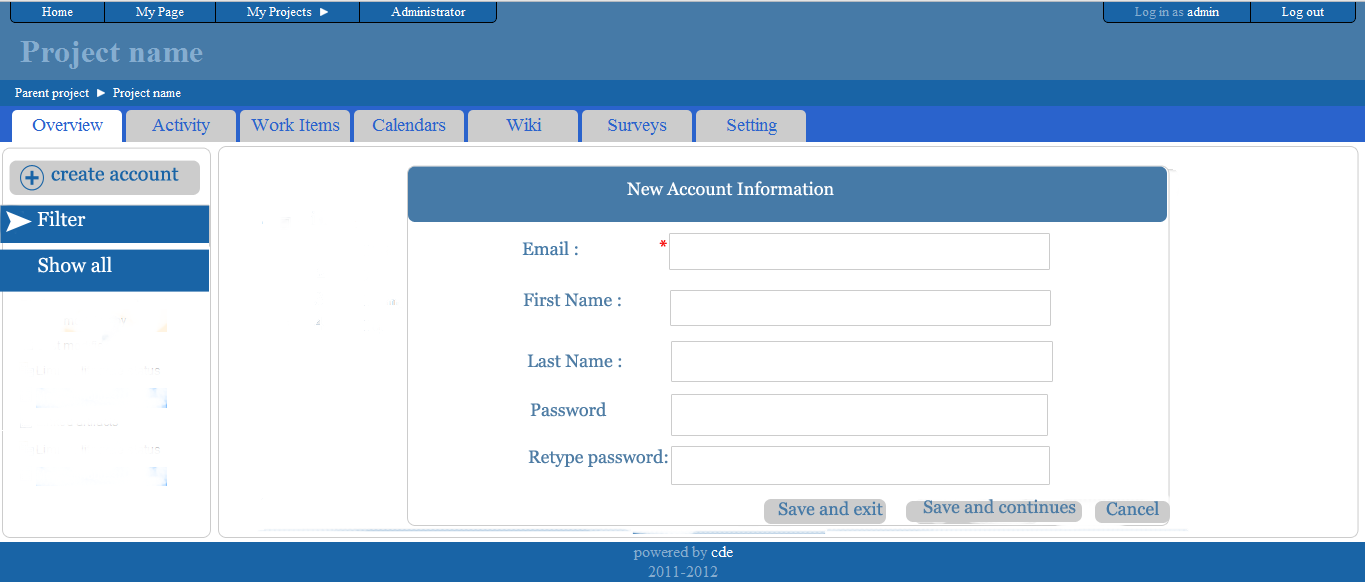 Home My Page My Projects ▶ Administrator Log in as admin Log out
Project name
Parent project ▶ Project name
Overview Activity Work Items Calendars Wiki Surveys Setting
create account
Filter
Show all
New Account Information
Email : *
First Name :
Last Name :
Password
Retype password:
Save and exit Save and continues Cancel
powered by cde
2011-2012